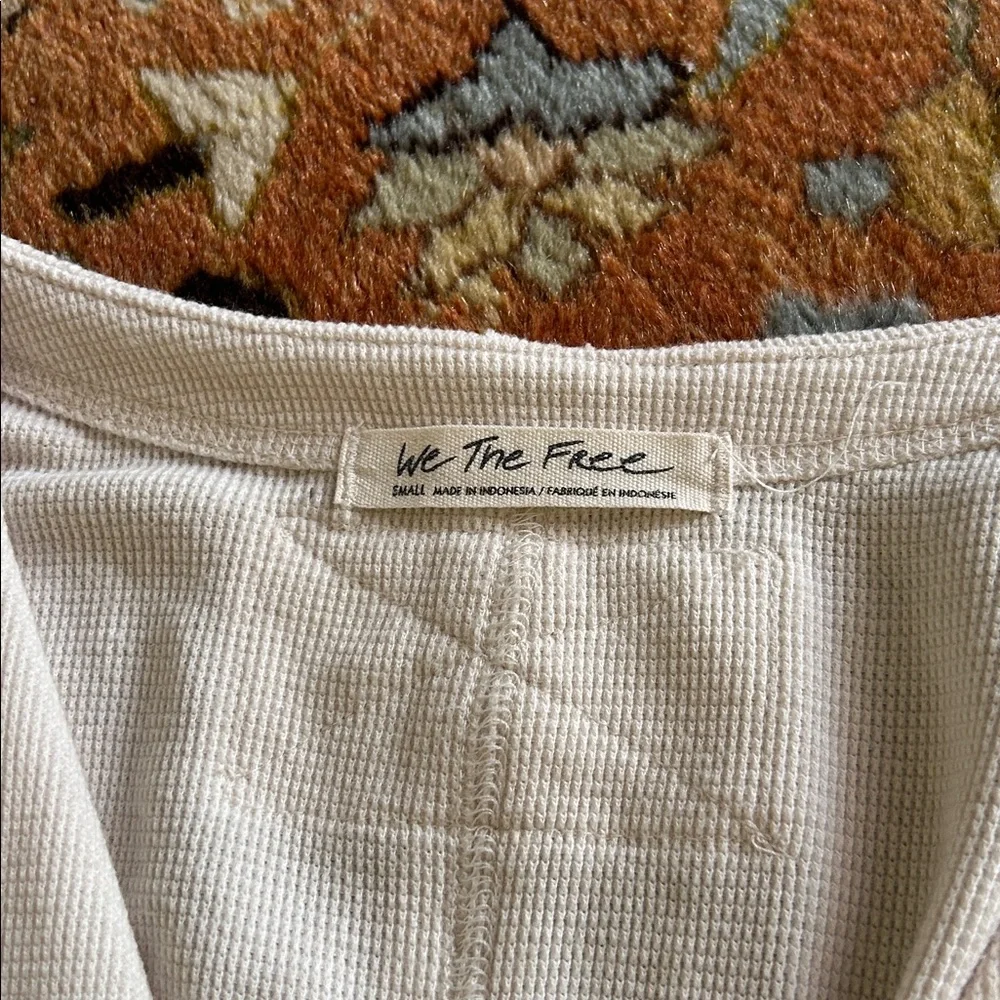 We The Free
SMALL MADE IN INDONESIA / FABRIQUÉ EN INDONÉSIE